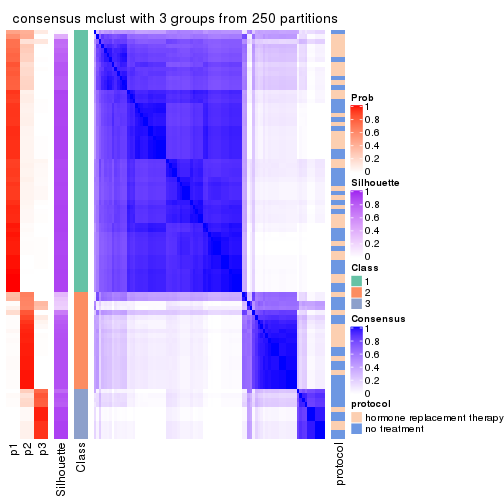 consensus mclust with 3 groups from 250 partitions
Prob
1
0.8
0.6
0.4
0.2
0
Silhouette
1
0.8
0.6
0.4
0.2
0
Class
1
2
3
Consensus
1
0.8
0.6
0.4
0.2
0
protocol
hormone replacement therapy
no treatment
p1
p2
p3
Silhouette
Class
protocol